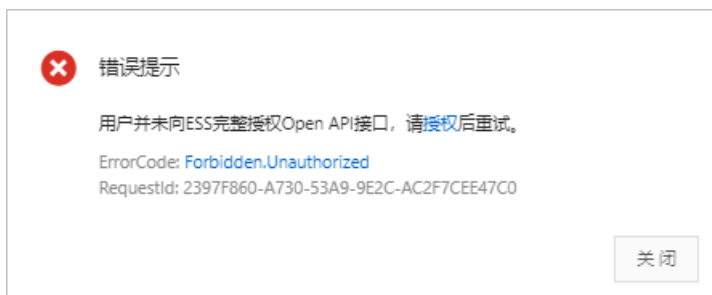 错误提示
用户并未向ESS完整授权Open API接口，请授权后重试。
ErrorCode: Forbidden.Unauthorized
RequestId: 2397F860-A730-53A9-9E2C-AC2F7CEE47C0
关 闭